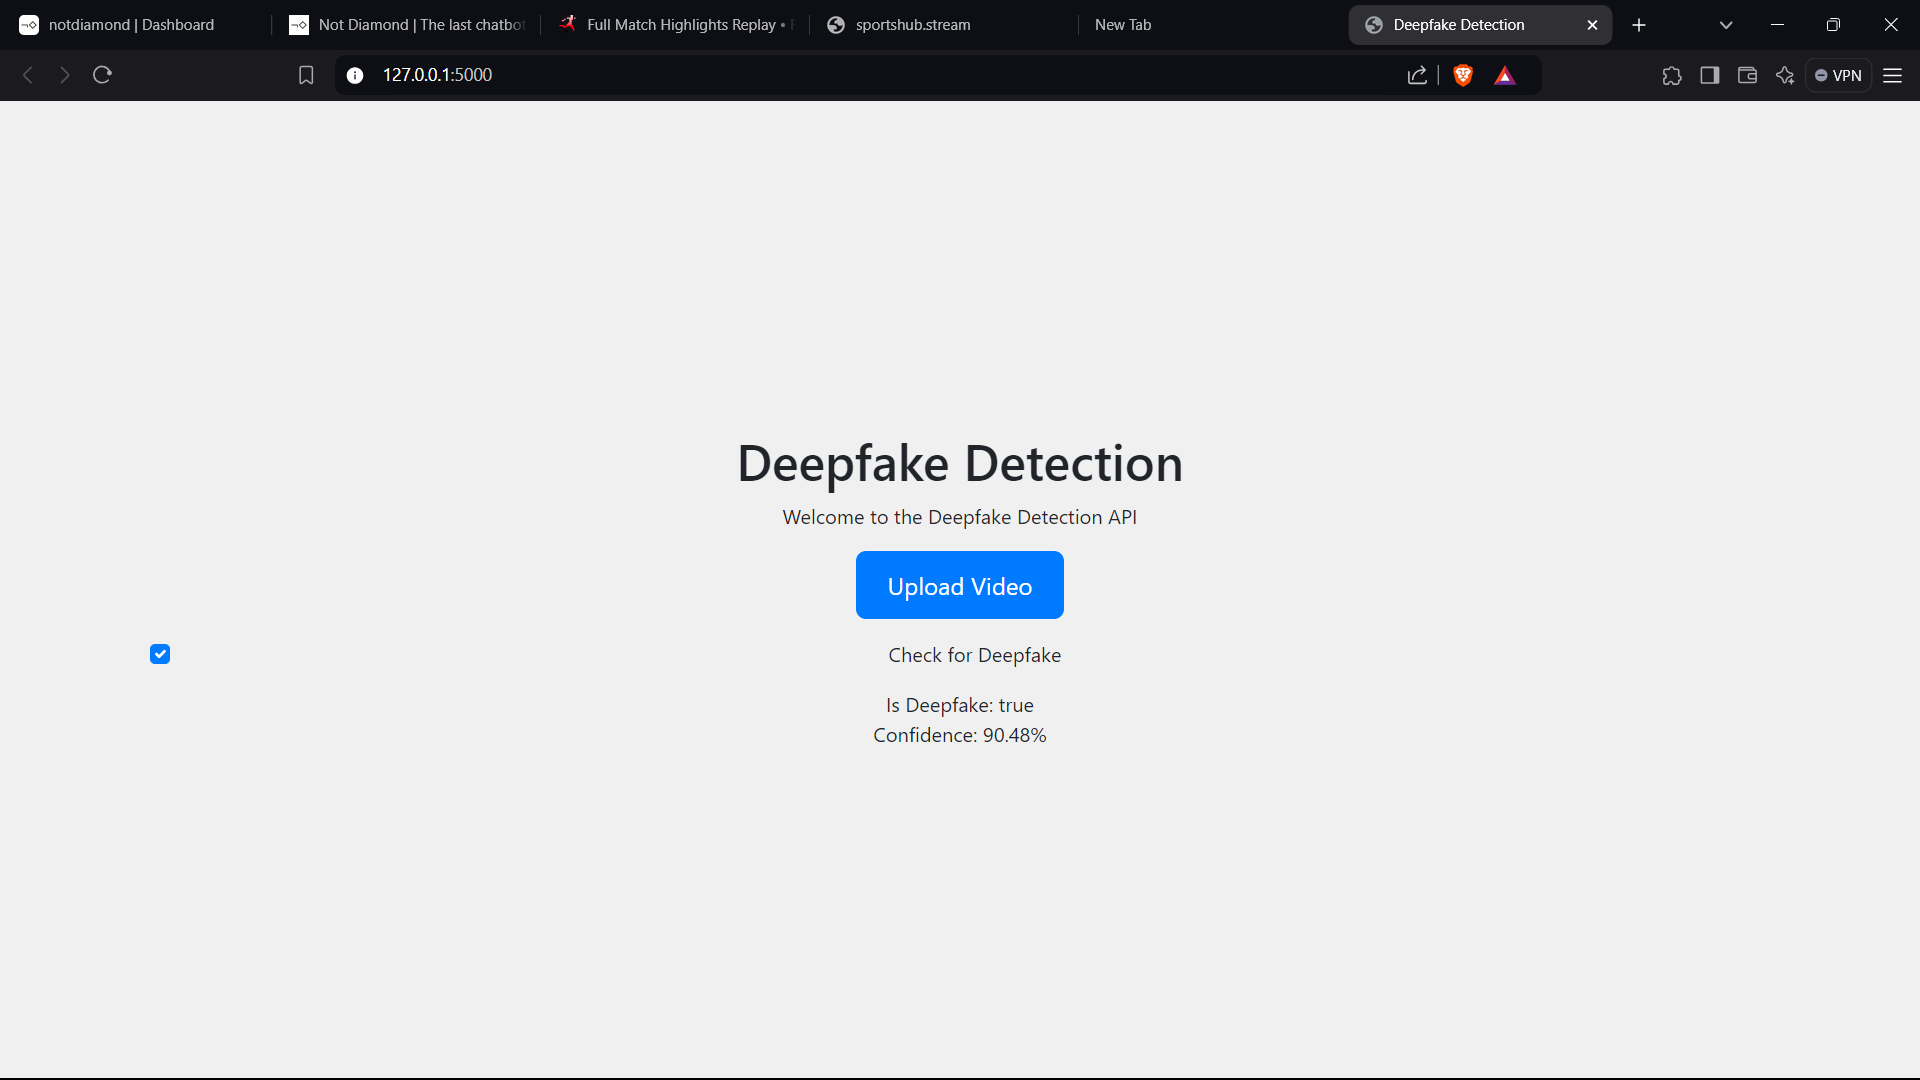 notdiamond | Dashboard
Not Diamond | The last chatbot
Full Match Highlights Replay •
sportshub.stream
New Tab
Deepfake Detection
127.0.0.1:5000
VPN
Deepfake Detection
Welcome to the Deepfake Detection API
Upload Video
Check for Deepfake
Is Deepfake: true
Confidence: 90.48%